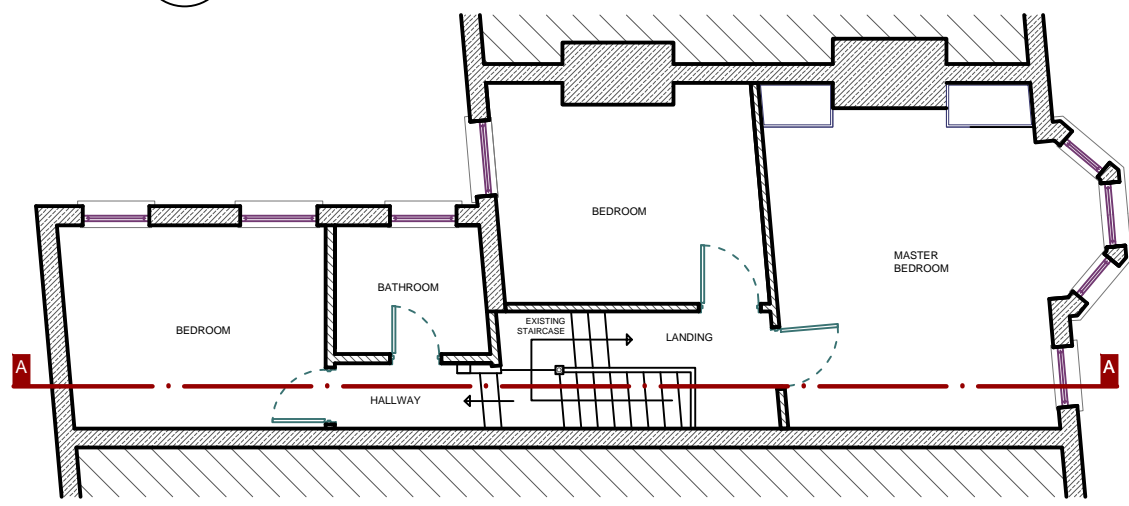 BEDROOM
MASTER
BEDROOM
BATHROOM
EXISTING
STAIRCASE
BEDROOM
LANDING
A
A
HALLWAY